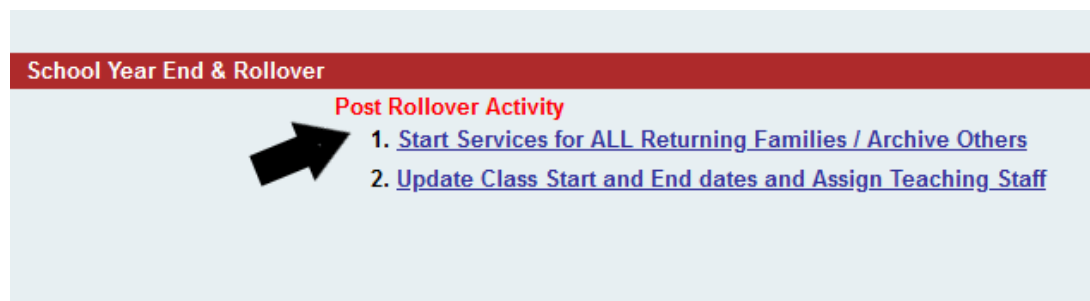 School Year End & Rollover
Post Rollover Activity
1. Start Services for ALL Returning Families / Archive Others
2. Update Class Start and End dates and Assign Teaching Staff